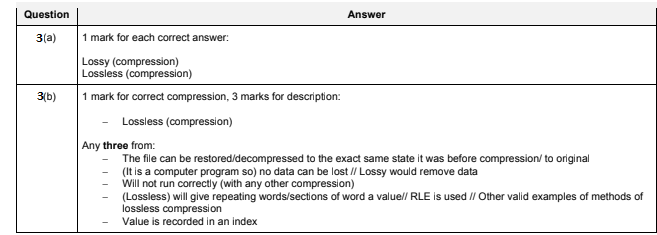 Question Answer
3(a) 1 mark for each correct answer:
Lossy (compression)
Lossless (compression)
3(b) 1 mark for correct compression, 3 marks for description:
– Lossless (compression)
Any three from:
– The file can be restored/decompressed to the exact same state it was before compression/ to original
– (It is a computer program so) no data can be lost // Lossy would remove data
– Will not run correctly (with any other compression)
– (Lossless) will give repeating words/sections of word a value// RLE is used // Other valid examples of methods of
lossless compression
– Value is recorded in an index